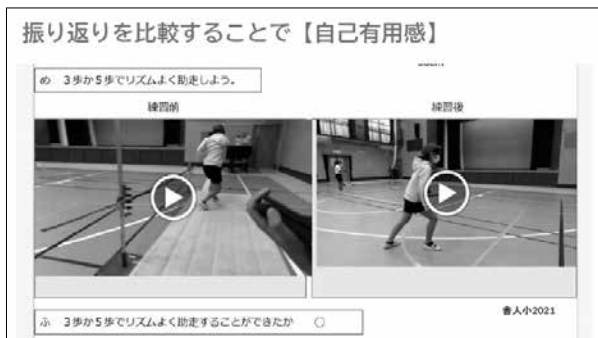 振り返りを比較することで【自己有用感】
め　3歩か5歩でリズムよく助走しよう。
練習前
練習後
舎人小2021
ふ　3歩か5歩でリズムよく助走することができたか　○